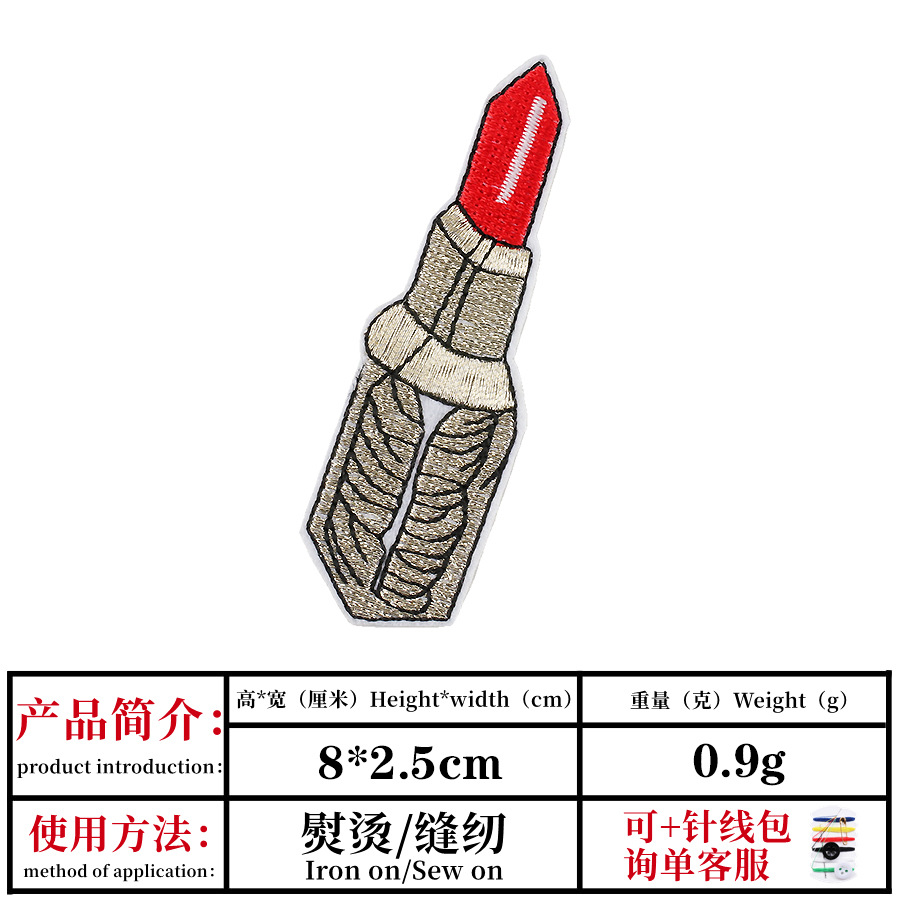 产品简介：
product introduction：
高*宽（厘米）Height*width（cm）
重量（克）Weight（g）
8*2.5cm
0.9g
使用方法：
method of application：
熨烫/缝纫
Iron on/Sew on
可+针线包
询单客服